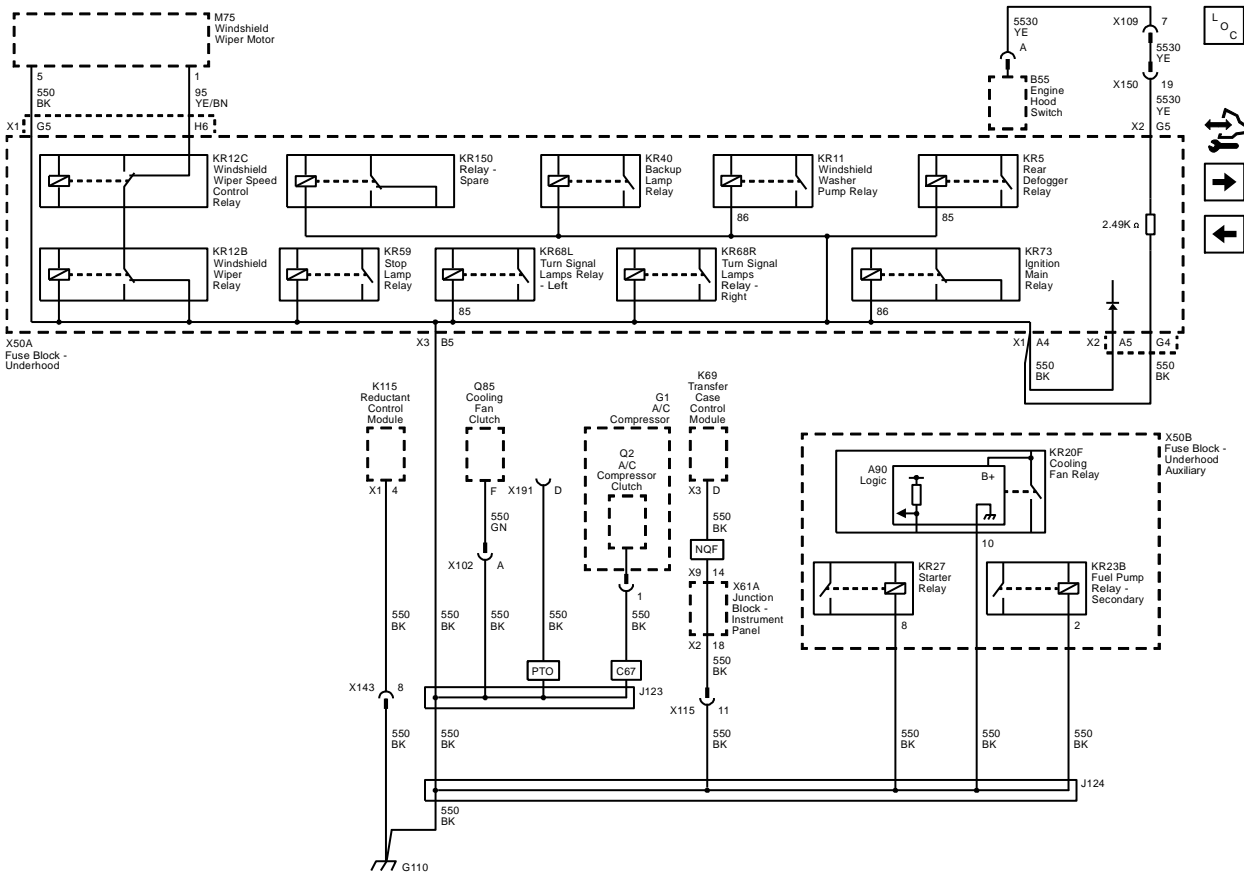 M75
Windshield
Wiper Motor
5
1
550
BK
95
YE/BN
X1
G5
H6
5530
YE
A
B55
Engine
Hood
Switch
X109
7
5530
YE
X150
19
5530
YE
X2
G5
L
O
C
KR12C
Windshield
Wiper Speed
Control
Relay
KR150
Relay -
Spare
KR40
Backup
Lamp
Relay
KR11
Windshield
Washer
Pump Relay
86
KR5
Rear
Defogger
Relay
85
2.49K Ω
KR12B
Windshield
Wiper
Relay
KR59
Stop
Lamp
Relay
KR68L
Turn Signal
Lamps Relay
- Left
85
KR68R
Turn Signal
Lamps
Relay -
Right
KR73
Ignition
Main
Relay
86
X50A
Fuse Block -
Underhood
X3
B5
X1
A4
X2
A5
G4
550
BK
550
BK
K115
Reductant
Control
Module
X1
4
Q85
Cooling
Fan
Clutch
F
550
GN
X102
A
X191
D
G1
A/C
Compressor
Q2
A/C
Compressor
Clutch
1
K69
Transfer
Case
Control
Module
X3
D
550
BK
NQF
X9
14
X61A
Junction
Block -
Instrument
Panel
X2
18
550
BK
X115
11
550
BK
550
BK
550
BK
550
BK
550
BK
550
BK
PTO
C67
J123
X143
8
550
BK
550
BK
X50B
Fuse Block -
Underhood
Auxiliary
KR20F
Cooling
Fan Relay
A90
Logic
B+
10
KR27
Starter
Relay
8
KR23B
Fuel Pump
Relay -
Secondary
2
550
BK
550
BK
550
BK
J124
550
BK
G110